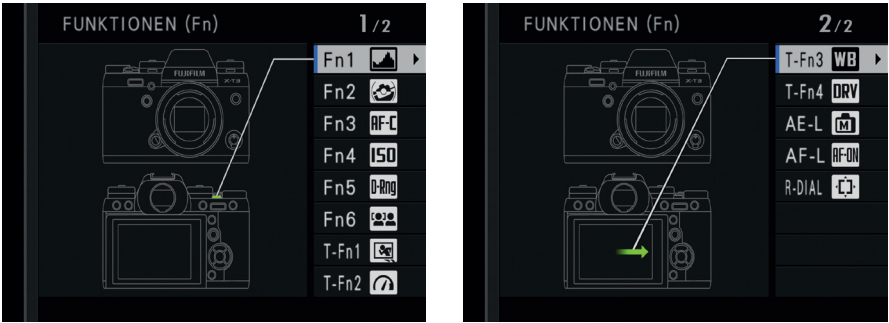 FUNKTIONEN (Fn) 1/2
FUJIFILM
X-T3
Fn1
Fn2
Fn3 AF-C
Fn4 ISO
Fn5 D-Rng
Fn6
T-Fn1
T-Fn2
FUNKTIONEN (Fn) 2/2
FUJIFILM
X-T3
T-Fn3 WB
T-Fn4 DRV
AE-L M
AF-L AF-ON
R-DIAL